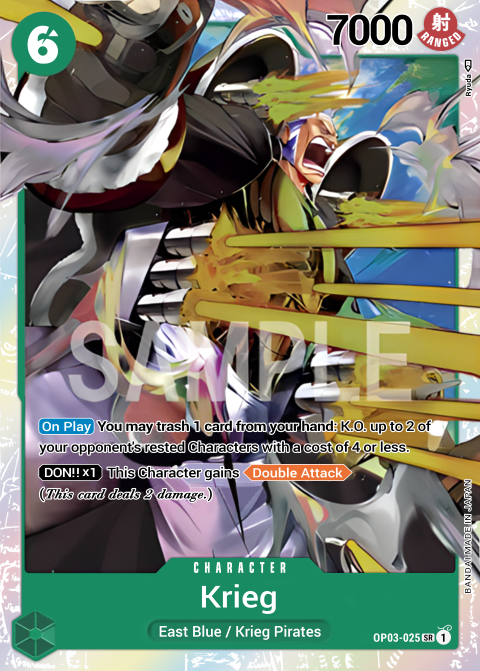 6
7000
射
RANGED
Ryuda
SAMPLE
On Play You may trash 1 card from your hand: K.O. up to 2 of
your opponent's rested Characters with a cost of 4 or less.
DON!!×1 This Character gains Double Attack
(This card deals 2 damage.)
BANDAI MADE IN JAPAN
CHARACTER
Krieg
East Blue / Krieg Pirates
OP03-025 SR 1